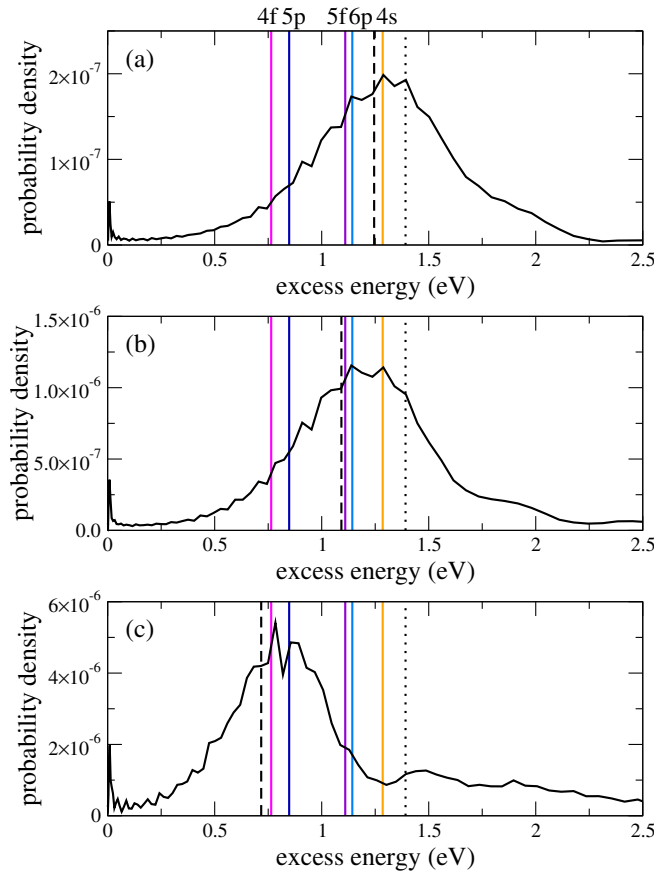 4f 5p 5f 6p 4s
(a)
probability density
2×10⁻⁷
1×10⁻⁷
0
0 0.5 1 1.5 2 2.5
excess energy (eV)
(b)
probability density
1.5×10⁻⁶
1.0×10⁻⁶
5.0×10⁻⁷
0.0
0 0.5 1 1.5 2 2.5
excess energy (eV)
(c)
probability density
6×10⁻⁶
4×10⁻⁶
2×10⁻⁶
0
0 0.5 1 1.5 2 2.5
excess energy (eV)